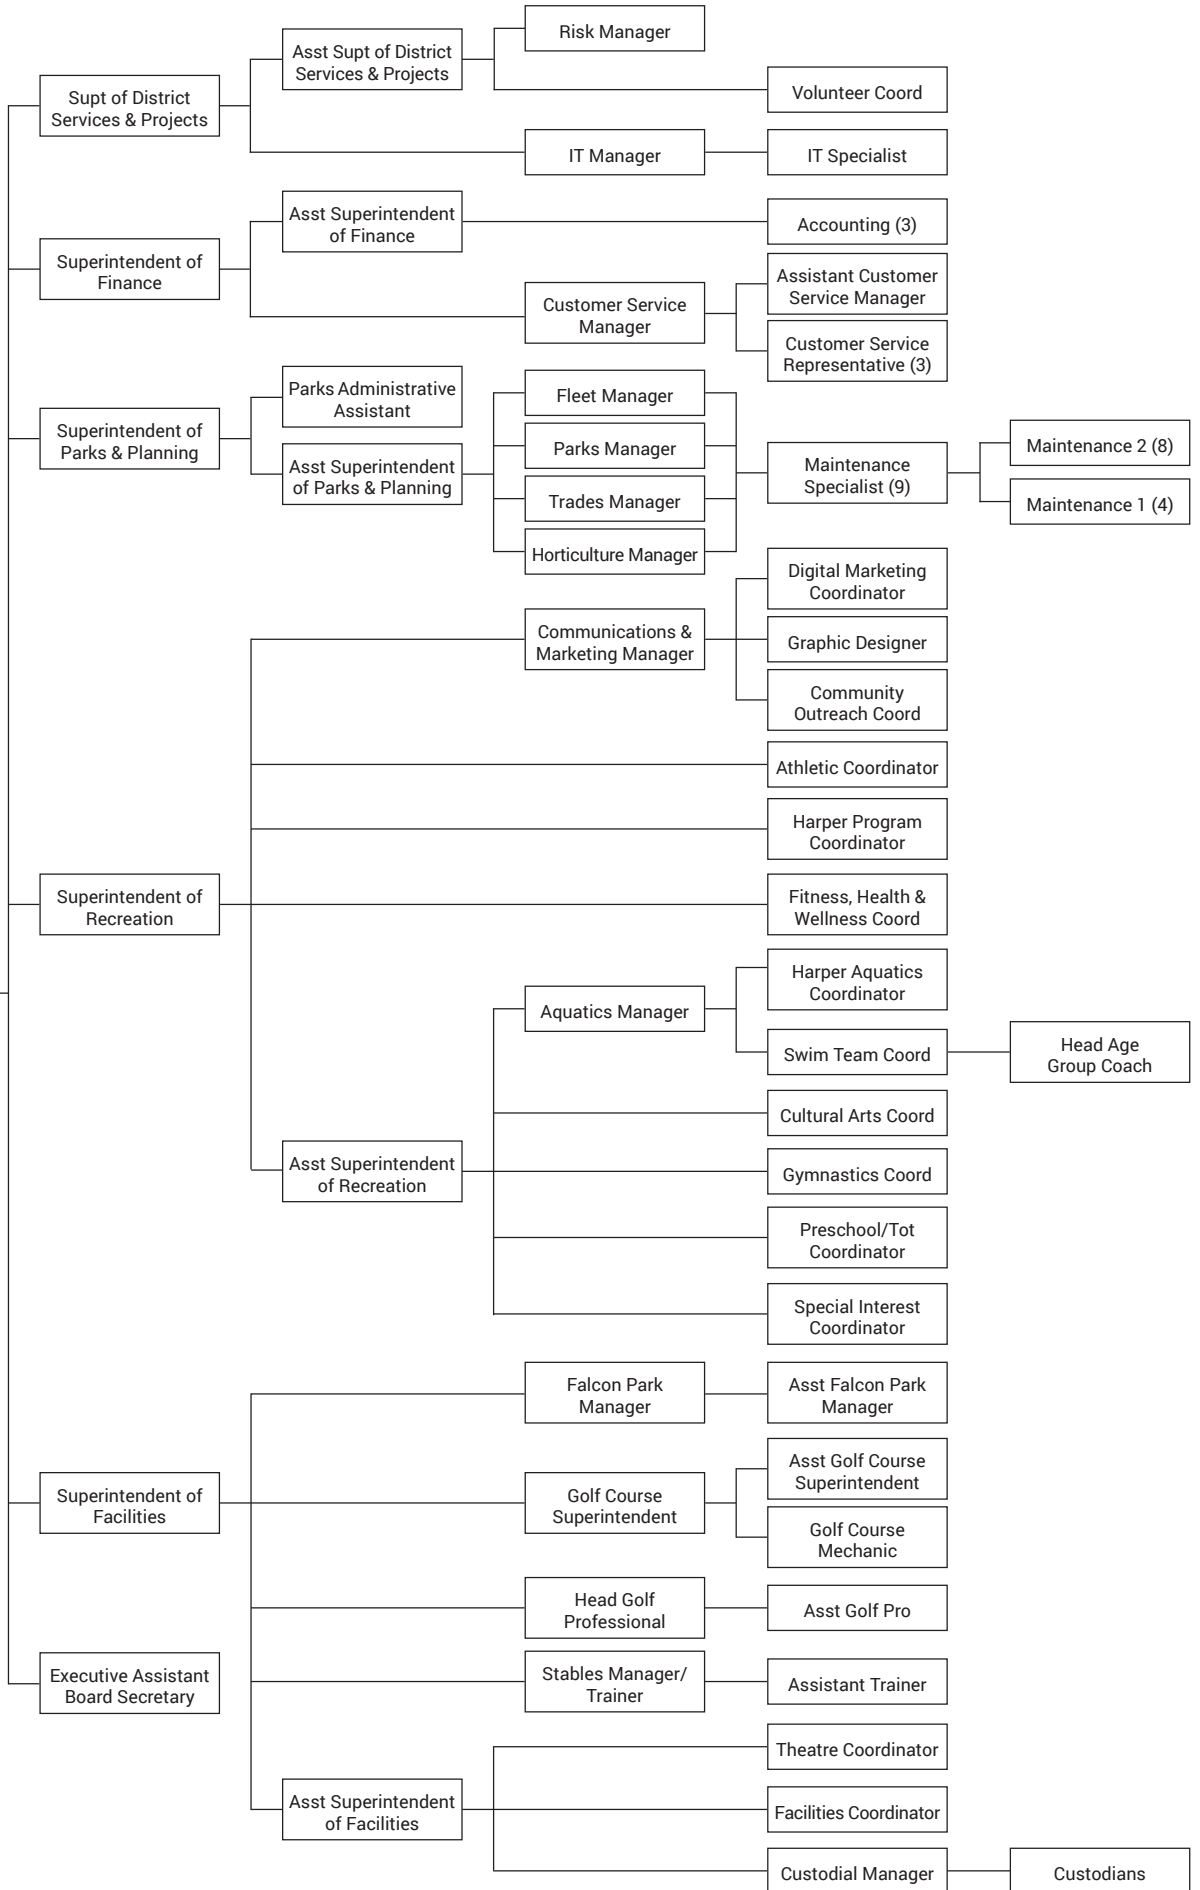 Risk Manager
Asst Supt of District
Services & Projects
Volunteer Coord
Supt of District
Services & Projects
IT Manager
IT Specialist
Asst Superintendent
of Finance
Accounting (3)
Superintendent of
Finance
Assistant Customer
Service Manager
Customer Service
Manager
Customer Service
Representative (3)
Parks Administrative
Assistant
Fleet Manager
Superintendent of
Parks & Planning
Parks Manager
Asst Superintendent
of Parks & Planning
Trades Manager
Horticulture Manager
Maintenance
Specialist (9)
Maintenance 2 (8)
Maintenance 1 (4)
Digital Marketing
Coordinator
Communications &
Marketing Manager
Graphic Designer
Community
Outreach Coord
Athletic Coordinator
Harper Program
Coordinator
Superintendent of
Recreation
Fitness, Health &
Wellness Coord
Harper Aquatics
Coordinator
Aquatics Manager
Swim Team Coord
Head Age
Group Coach
Cultural Arts Coord
Asst Superintendent
of Recreation
Gymnastics Coord
Preschool/Tot
Coordinator
Special Interest
Coordinator
Falcon Park
Manager
Asst Falcon Park
Manager
Superintendent of
Facilities
Golf Course
Superintendent
Asst Golf Course
Superintendent
Golf Course
Mechanic
Head Golf
Professional
Asst Golf Pro
Executive Assistant
Board Secretary
Stables Manager/
Trainer
Assistant Trainer
Theatre Coordinator
Asst Superintendent
of Facilities
Facilities Coordinator
Custodial Manager
Custodians